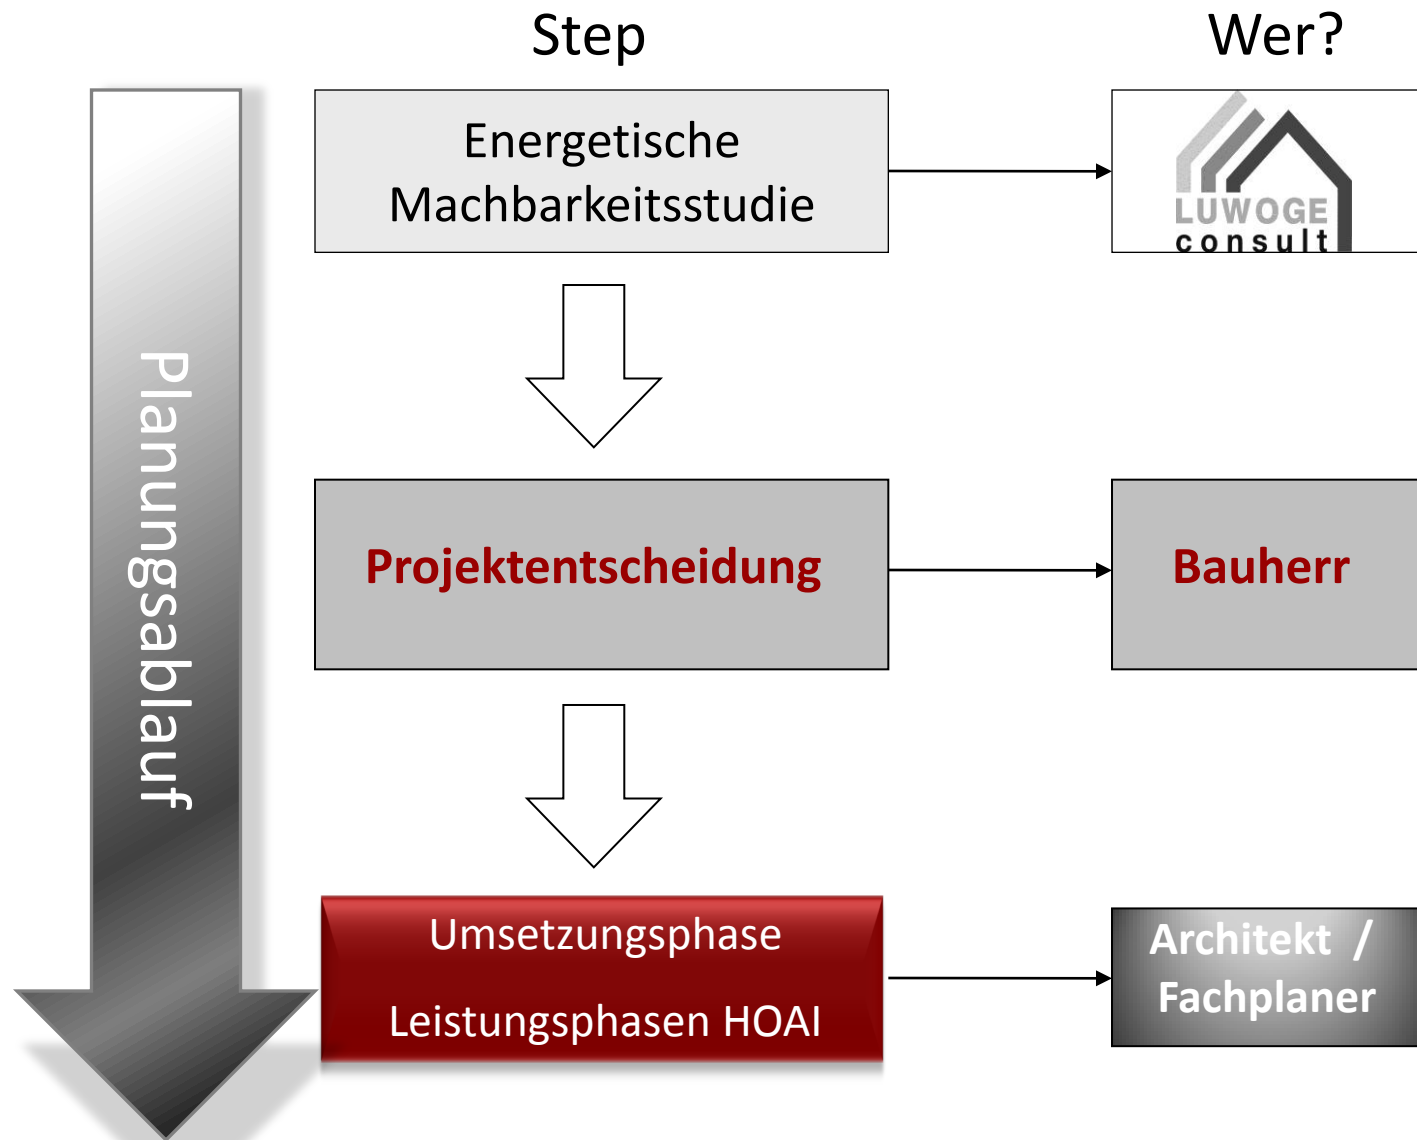 Step
Wer?
Energetische
Machbarkeitsstudie
LUWOGE
consult
Planungsablauf
Projektentscheidung
Bauherr
Umsetzungsphase
Leistungsphasen HOAI
Architekt /
Fachplaner